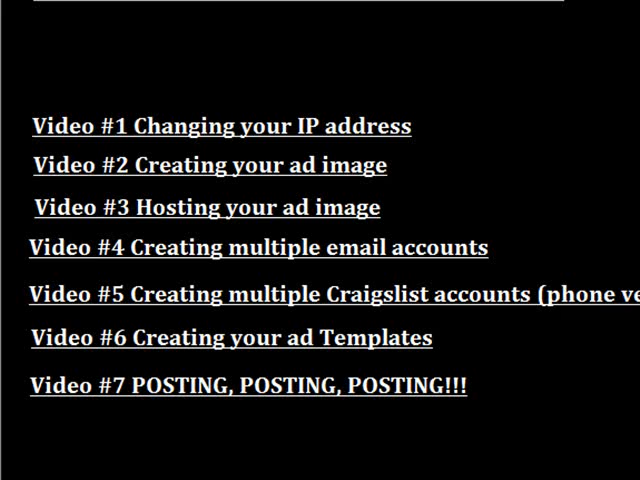 Video #1 Changing your IP address
Video #2 Creating your ad image
Video #3 Hosting your ad image
Video #4 Creating multiple email accounts
Video #5 Creating multiple Craigslist accounts (phone
Video #6 Creating your ad Templates
Video #7 POSTING, POSTING, POSTING!!!